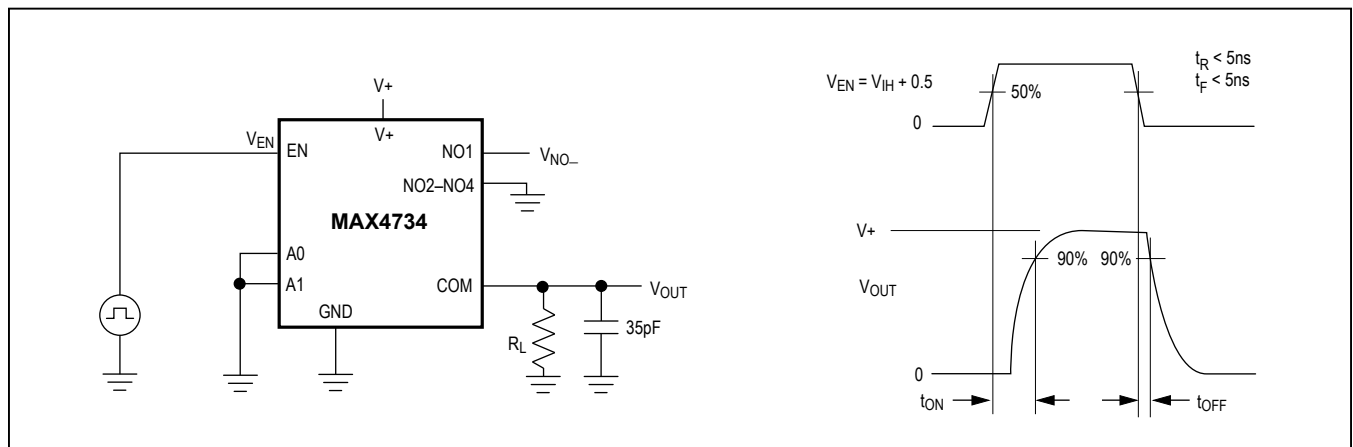 V+
V+
VEN
EN
NO1
VNO_
NO2–NO4
MAX4734
A0
A1
COM
VOUT
GND
RL
35pF
tR < 5ns
tF < 5ns
VEN = VIH + 0.5
50%
0
V+
90% 90%
VOUT
0
tON
tOFF